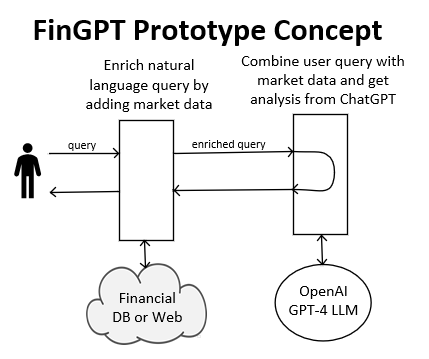 FinGPT Prototype Concept
Enrich natural
language query by
adding market data
Combine user query with
market data and get
analysis from ChatGPT
query
enriched query
Financial
DB or Web
OpenAI
GPT-4 LLM